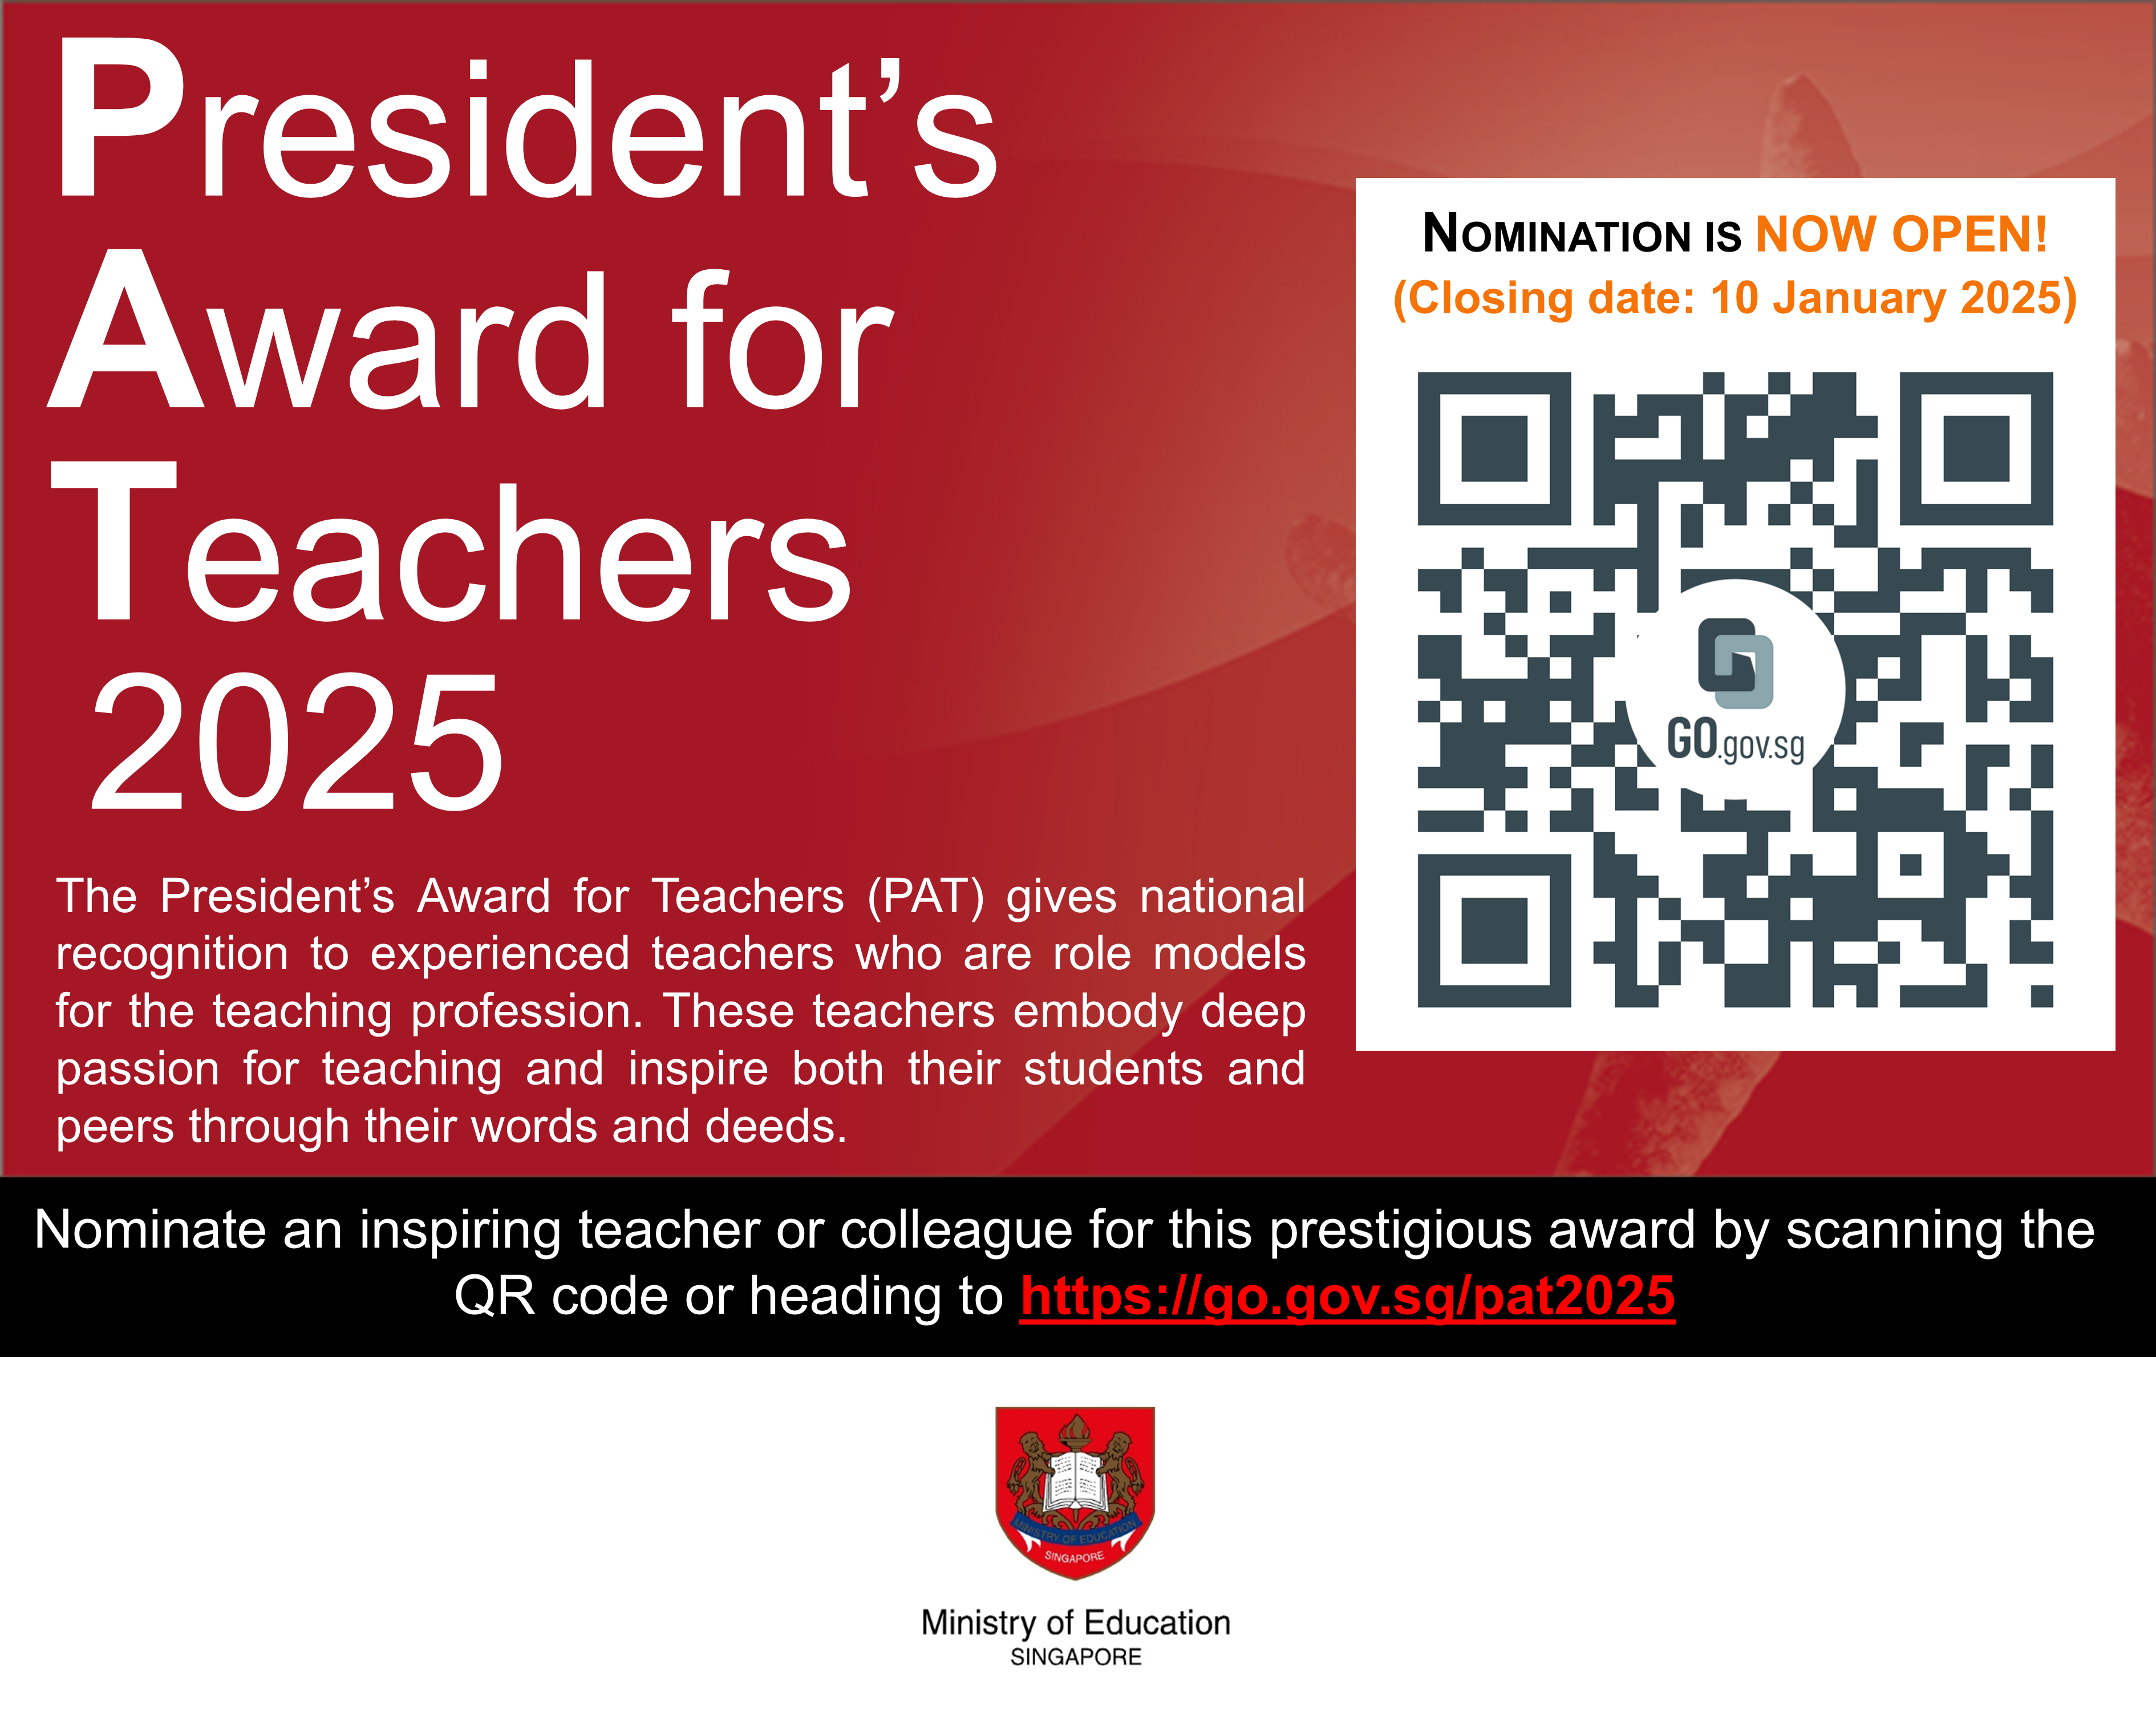 President’s
Award for
Teachers
2025
The President’s Award for Teachers (PAT) gives national
recognition to experienced teachers who are role models
for the teaching profession. These teachers embody deep
passion for teaching and inspire both their students and
peers through their words and deeds.
NOMINATION IS NOW OPEN!
(Closing date: 10 January 2025)
GO.gov.sg
Nominate an inspiring teacher or colleague for this prestigious award by scanning the
QR code or heading to https://go.gov.sg/pat2025
MINISTRY OF EDUCATION
SINGAPORE
Ministry of Education
SINGAPORE